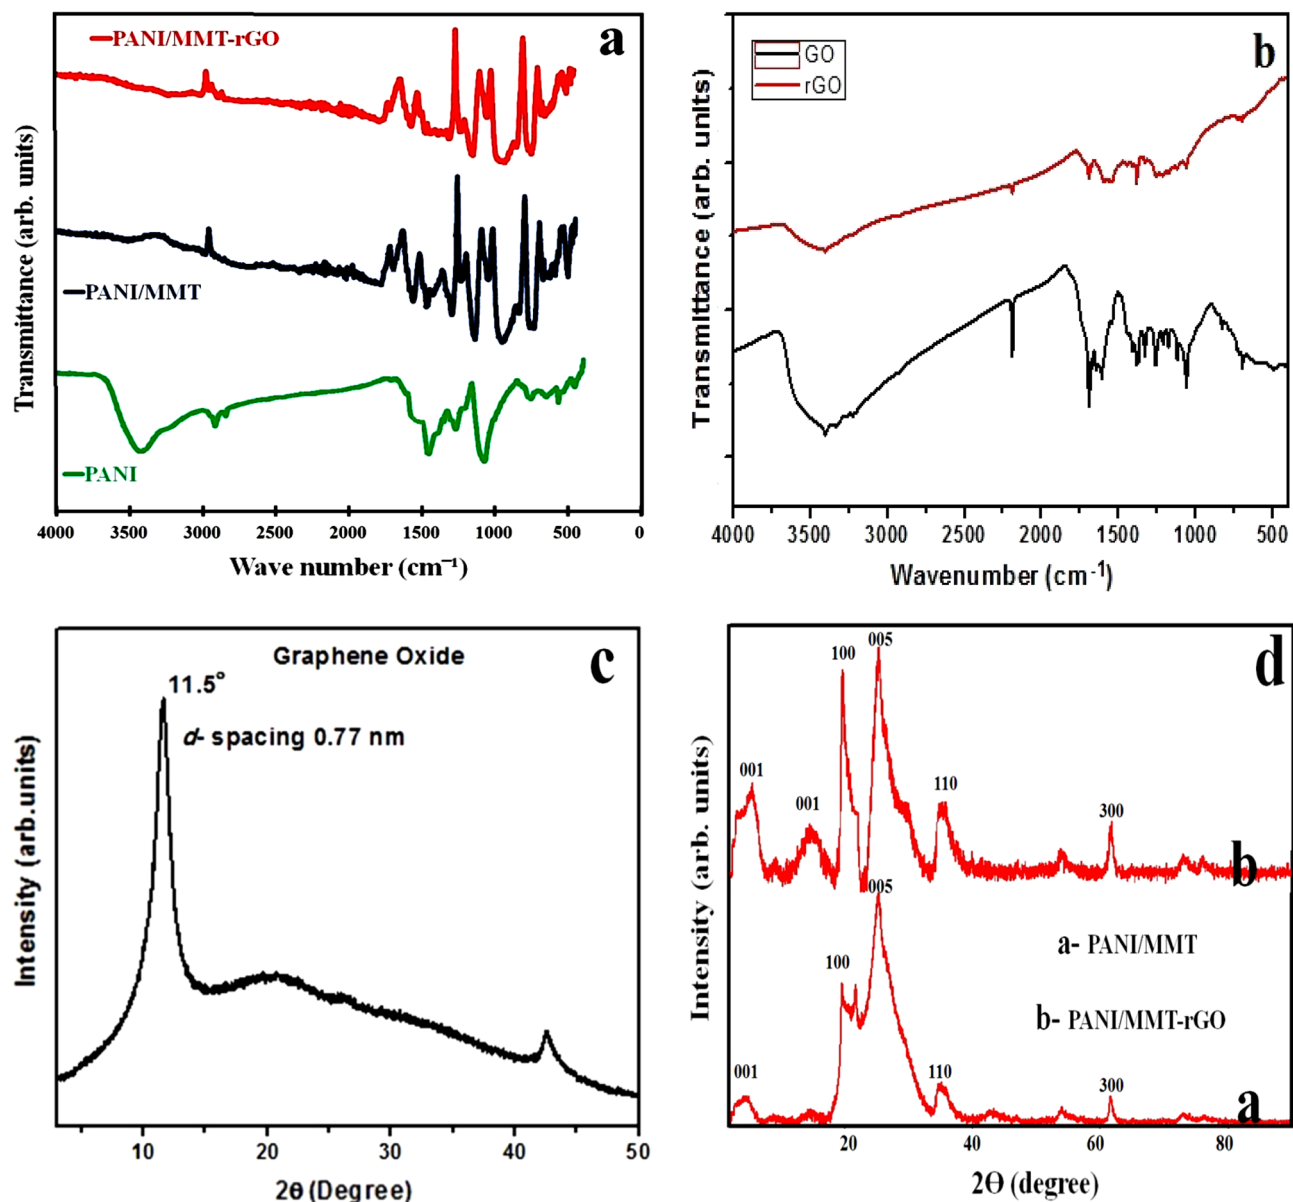 PANI/MMT-rGO
a
PANI/MMT
PANI
Transmittance (arb. units)
4000 3500 3000 2500 2000 1500 1000 500 0
Wave number (cm⁻¹)
b
GO
rGO
Transmittance (arb. units)
4000 3500 3000 2500 2000 1500 1000 500
Wavenumber (cm-1)
Graphene Oxide
c
11.5°
d- spacing 0.77 nm
Intensity (arb.units)
10 20 30 40 50
2θ (Degree)
d
005
100
001
001
110
300
b
005
a- PANI/MMT
100
b- PANI/MMT-rGO
001
110
300
a
Intensity (arb. units)
20 40 60 80
2Θ (degree)